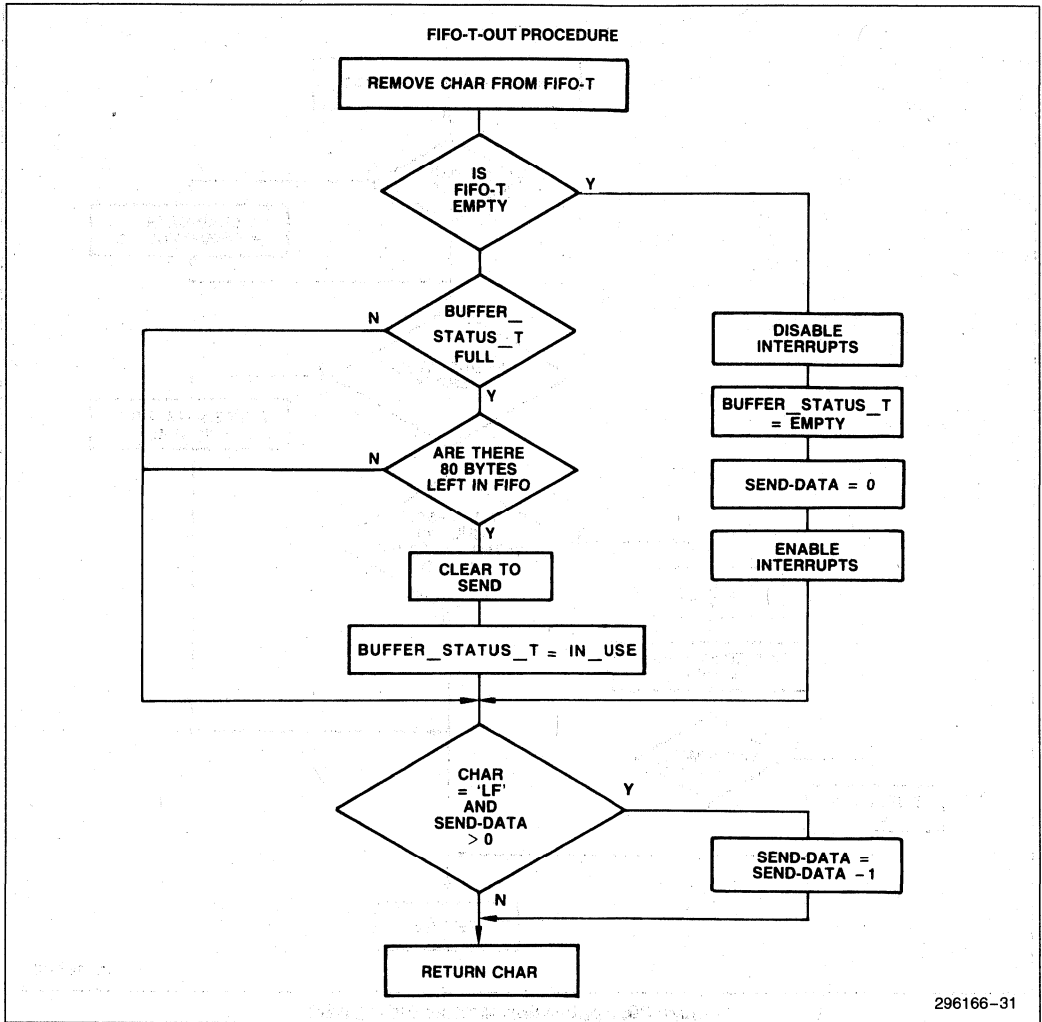 FIFO-T-OUT PROCEDURE
REMOVE CHAR FROM FIFO-T
IS
FIFO-T
EMPTY
Y
BUFFER_
STATUS_T
FULL
N
Y
ARE THERE
80 BYTES
LEFT IN FIFO
N
Y
CLEAR TO
SEND
BUFFER_STATUS_T = IN_USE
DISABLE
INTERRUPTS
BUFFER_STATUS_T
= EMPTY
SEND-DATA = 0
ENABLE
INTERRUPTS
CHAR
= 'LF'
AND
SEND-DATA
> 0
Y
SEND-DATA =
SEND-DATA - 1
N
RETURN CHAR
296166-31